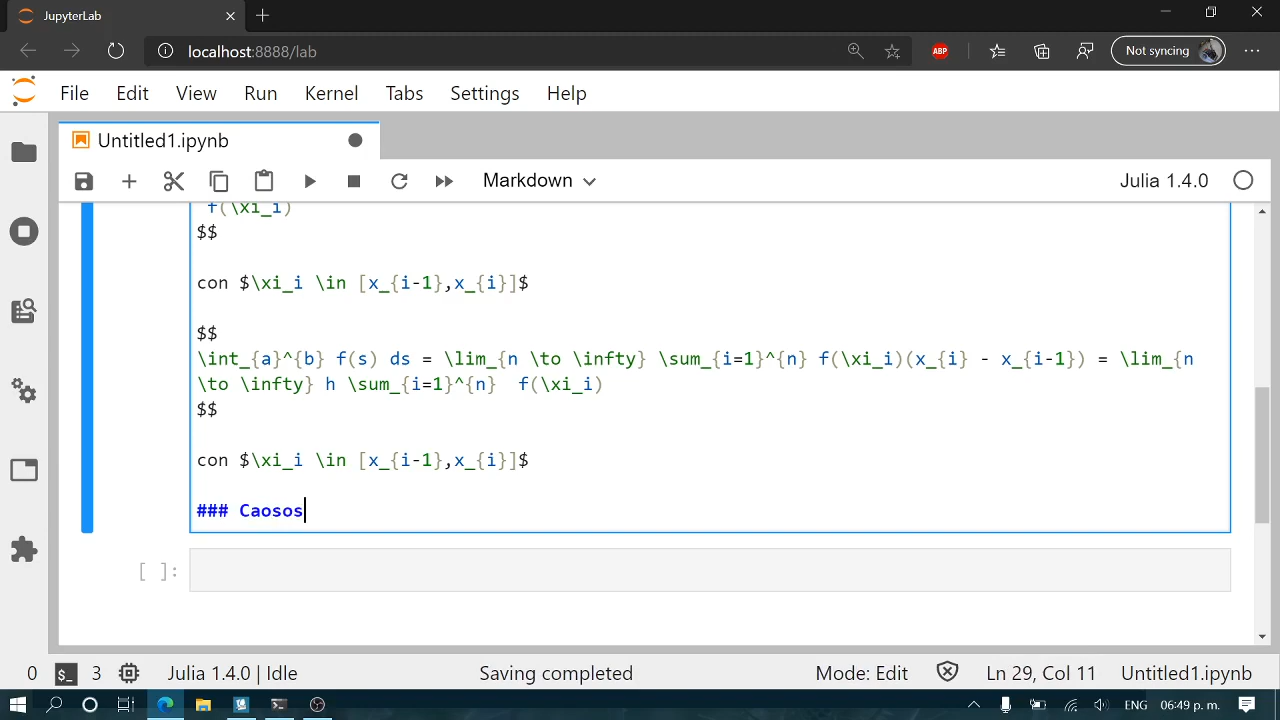 JupyterLab
localhost:8888/lab
ABP
Not syncing
File Edit View Run Kernel Tabs Settings Help
Untitled1.ipynb
Markdown
Julia 1.4.0
f(\xi_i)
$$
con $\xi_i \in [x_{i-1},x_{i}]$
$$
\int_{a}^{b} f(s) ds = \lim_{n \to \infty} \sum_{i=1}^{n} f(\xi_i)(x_{i} - x_{i-1}) = \lim_{n
\to \infty} h \sum_{i=1}^{n}  f(\xi_i)
$$
con $\xi_i \in [x_{i-1},x_{i}]$
### Caosos
[ ]:
0 $_ 3 Julia 1.4.0 | Idle Saving completed Mode: Edit Ln 29, Col 11 Untitled1.ipynb
ENG 06:49 p. m.